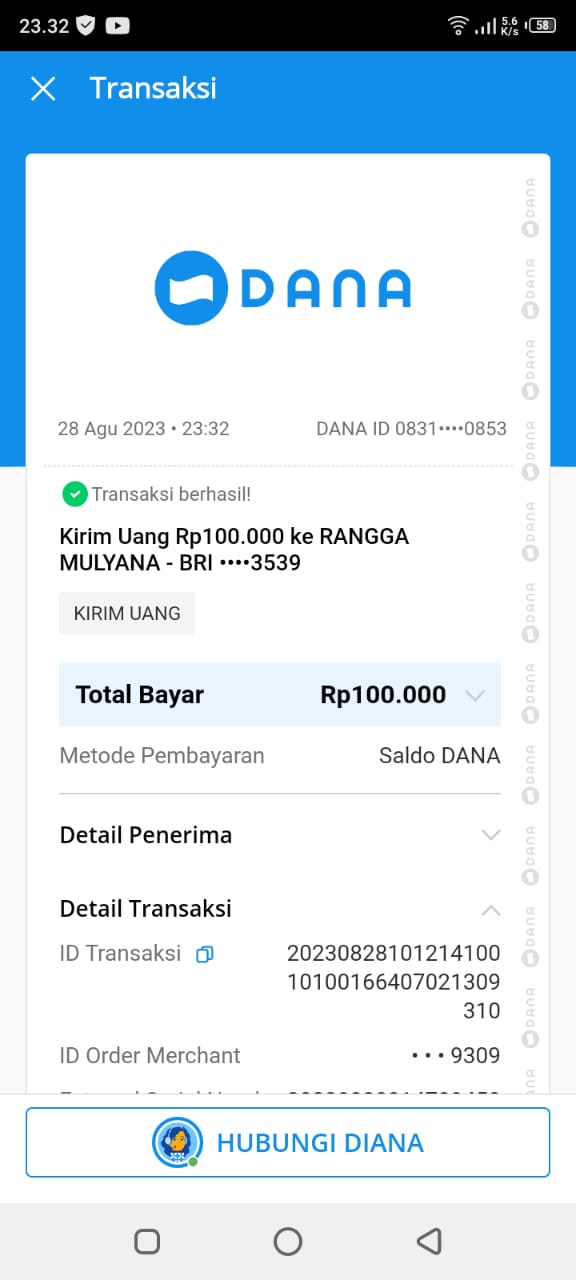 23.32
5.6
K/s
58
Transaksi
DANA
28 Agu 2023 • 23:32
DANA ID 0831••••0853
Transaksi berhasil!
Kirim Uang Rp100.000 ke RANGGA
MULYANA - BRI ••••3539
KIRIM UANG
Total Bayar
Rp100.000
Metode Pembayaran
Saldo DANA
Detail Penerima
Detail Transaksi
ID Transaksi
20230828101214100
10100166407021309
310
ID Order Merchant
••• 9309
HUBUNGI DIANA
DANA
DANA
DANA
DANA
DANA
DANA
DANA
DANA
DANA
DANA
DANA